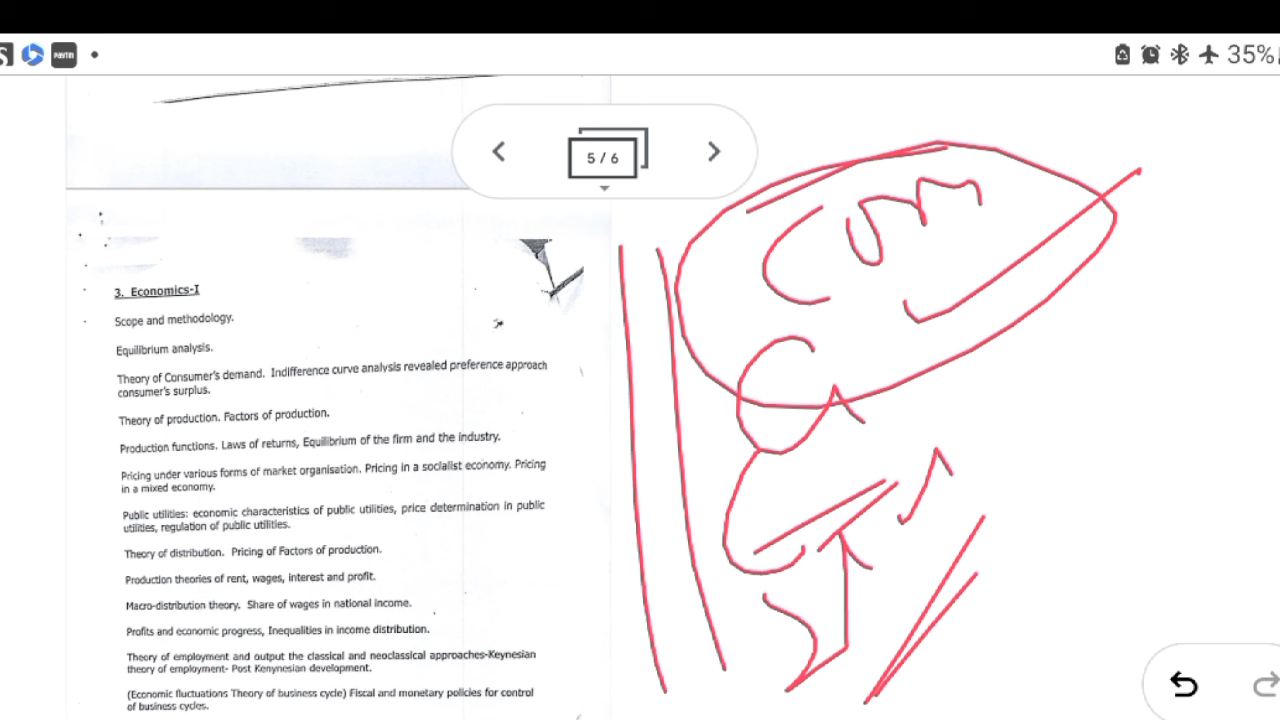 paytm
35%
5 / 6
3. Economics-I
Scope and methodology.
Equilibrium analysis.
Theory of Consumer's demand. Indifference curve analysis revealed preference approach
consumer's surplus.
Theory of production. Factors of production.
Production functions. Laws of returns, Equilibrium of the firm and the industry.
Pricing under various forms of market organisation. Pricing in a socialist economy. Pricing
in a mixed economy.
Public utilities: economic characteristics of public utilities, price determination in public
utilities, regulation of public utilities.
Theory of distribution. Pricing of Factors of production.
Production theories of rent, wages, interest and profit.
Macro-distribution theory. Share of wages in national income.
Profits and economic progress, Inequalities in income distribution.
Theory of employment and output the classical and neoclassical approaches-Keynesian
theory of employment- Post Kenynesian development.
(Economic fluctuations Theory of business cycle) Fiscal and monetary policies for control
of business cycles.